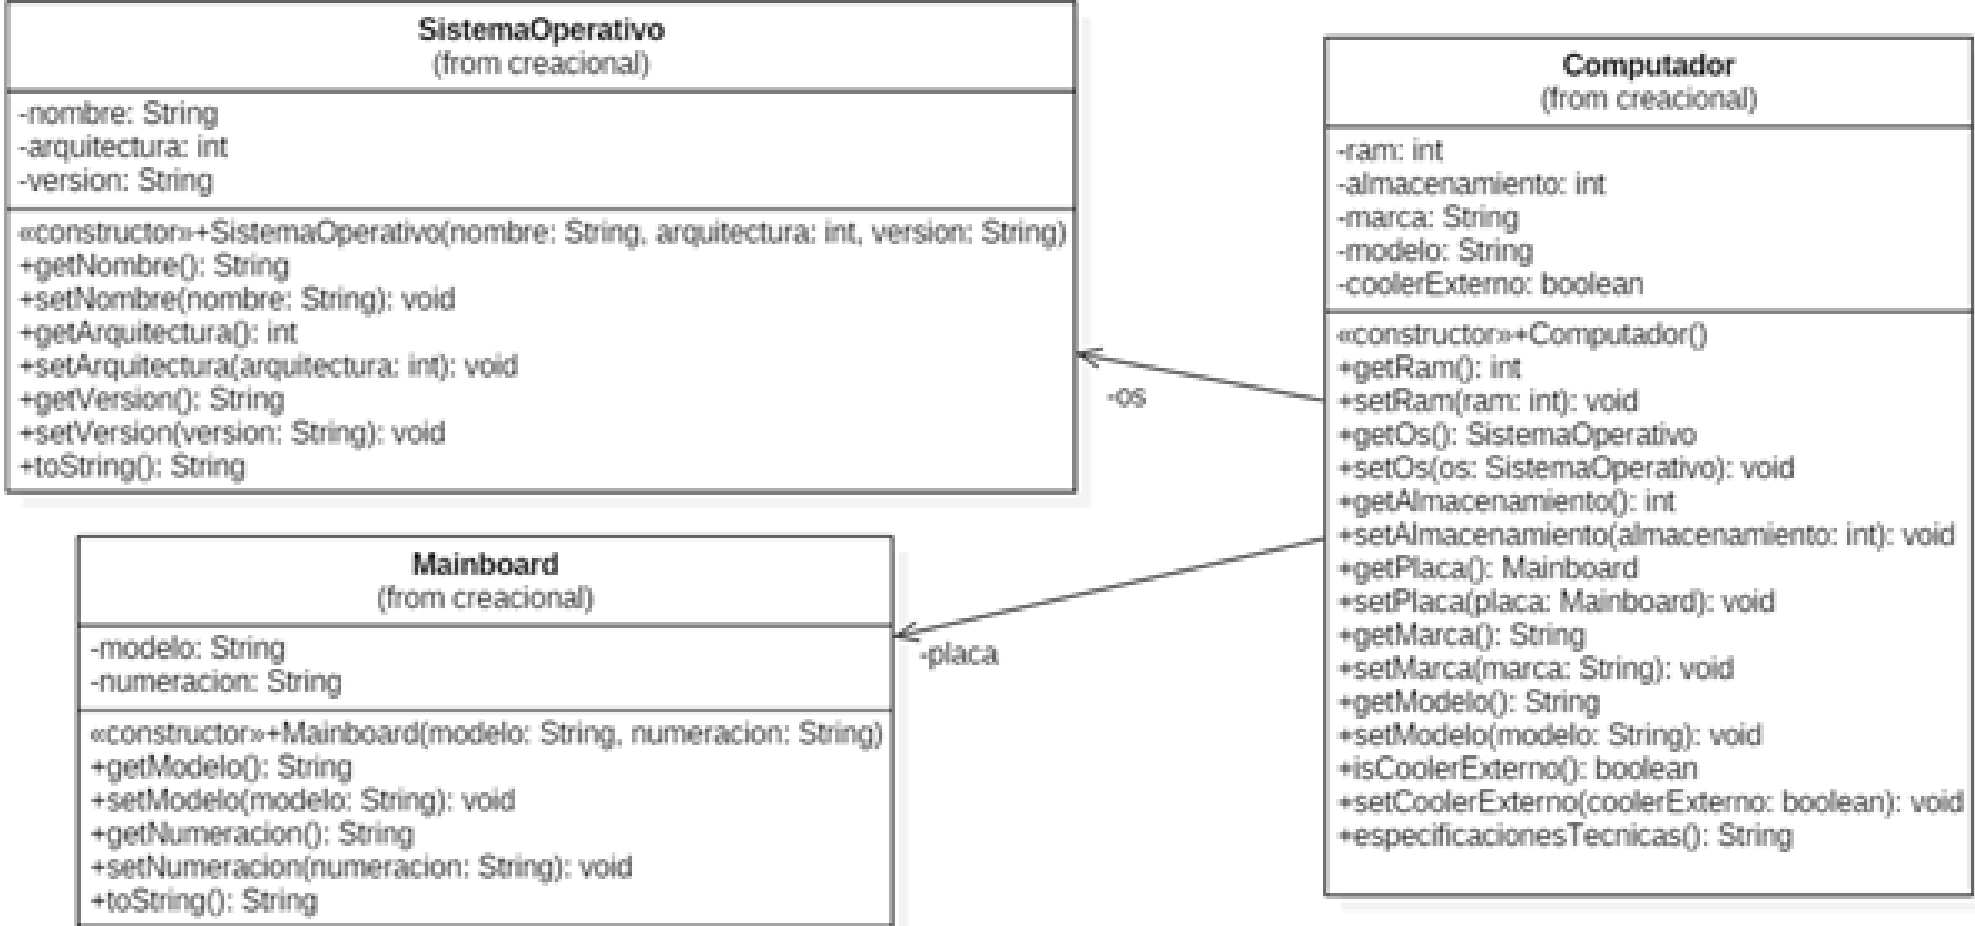 SistemaOperativo
(from creacional)
-nombre: String
-arquitectura: int
-version: String
«constructor»+SistemaOperativo(nombre: String, arquitectura: int, version: String)
+getNombre(): String
+setNombre(nombre: String): void
+getArquitectura(): int
+setArquitectura(arquitectura: int): void
+getVersion(): String
+setVersion(version: String): void
+toString(): String
-os
Mainboard
(from creacional)
-modelo: String
-numeracion: String
«constructor»+Mainboard(modelo: String, numeracion: String)
+getModelo(): String
+setModelo(modelo: String): void
+getNumeracion(): String
+setNumeracion(numeracion: String): void
+toString(): String
-placa
Computador
(from creacional)
-ram: int
-almacenamiento: int
-marca: String
-modelo: String
-coolerExterno: boolean
«constructor»+Computador()
+getRam(): int
+setRam(ram: int): void
+getOs(): SistemaOperativo
+setOs(os: SistemaOperativo): void
+getAlmacenamiento(): int
+setAlmacenamiento(almacenamiento: int): void
+getPlaca(): Mainboard
+setPlaca(placa: Mainboard): void
+getMarca(): String
+setMarca(marca: String): void
+getModelo(): String
+setModelo(modelo: String): void
+isCoolerExterno(): boolean
+setCoolerExterno(coolerExterno: boolean): void
+especificacionesTecnicas(): String